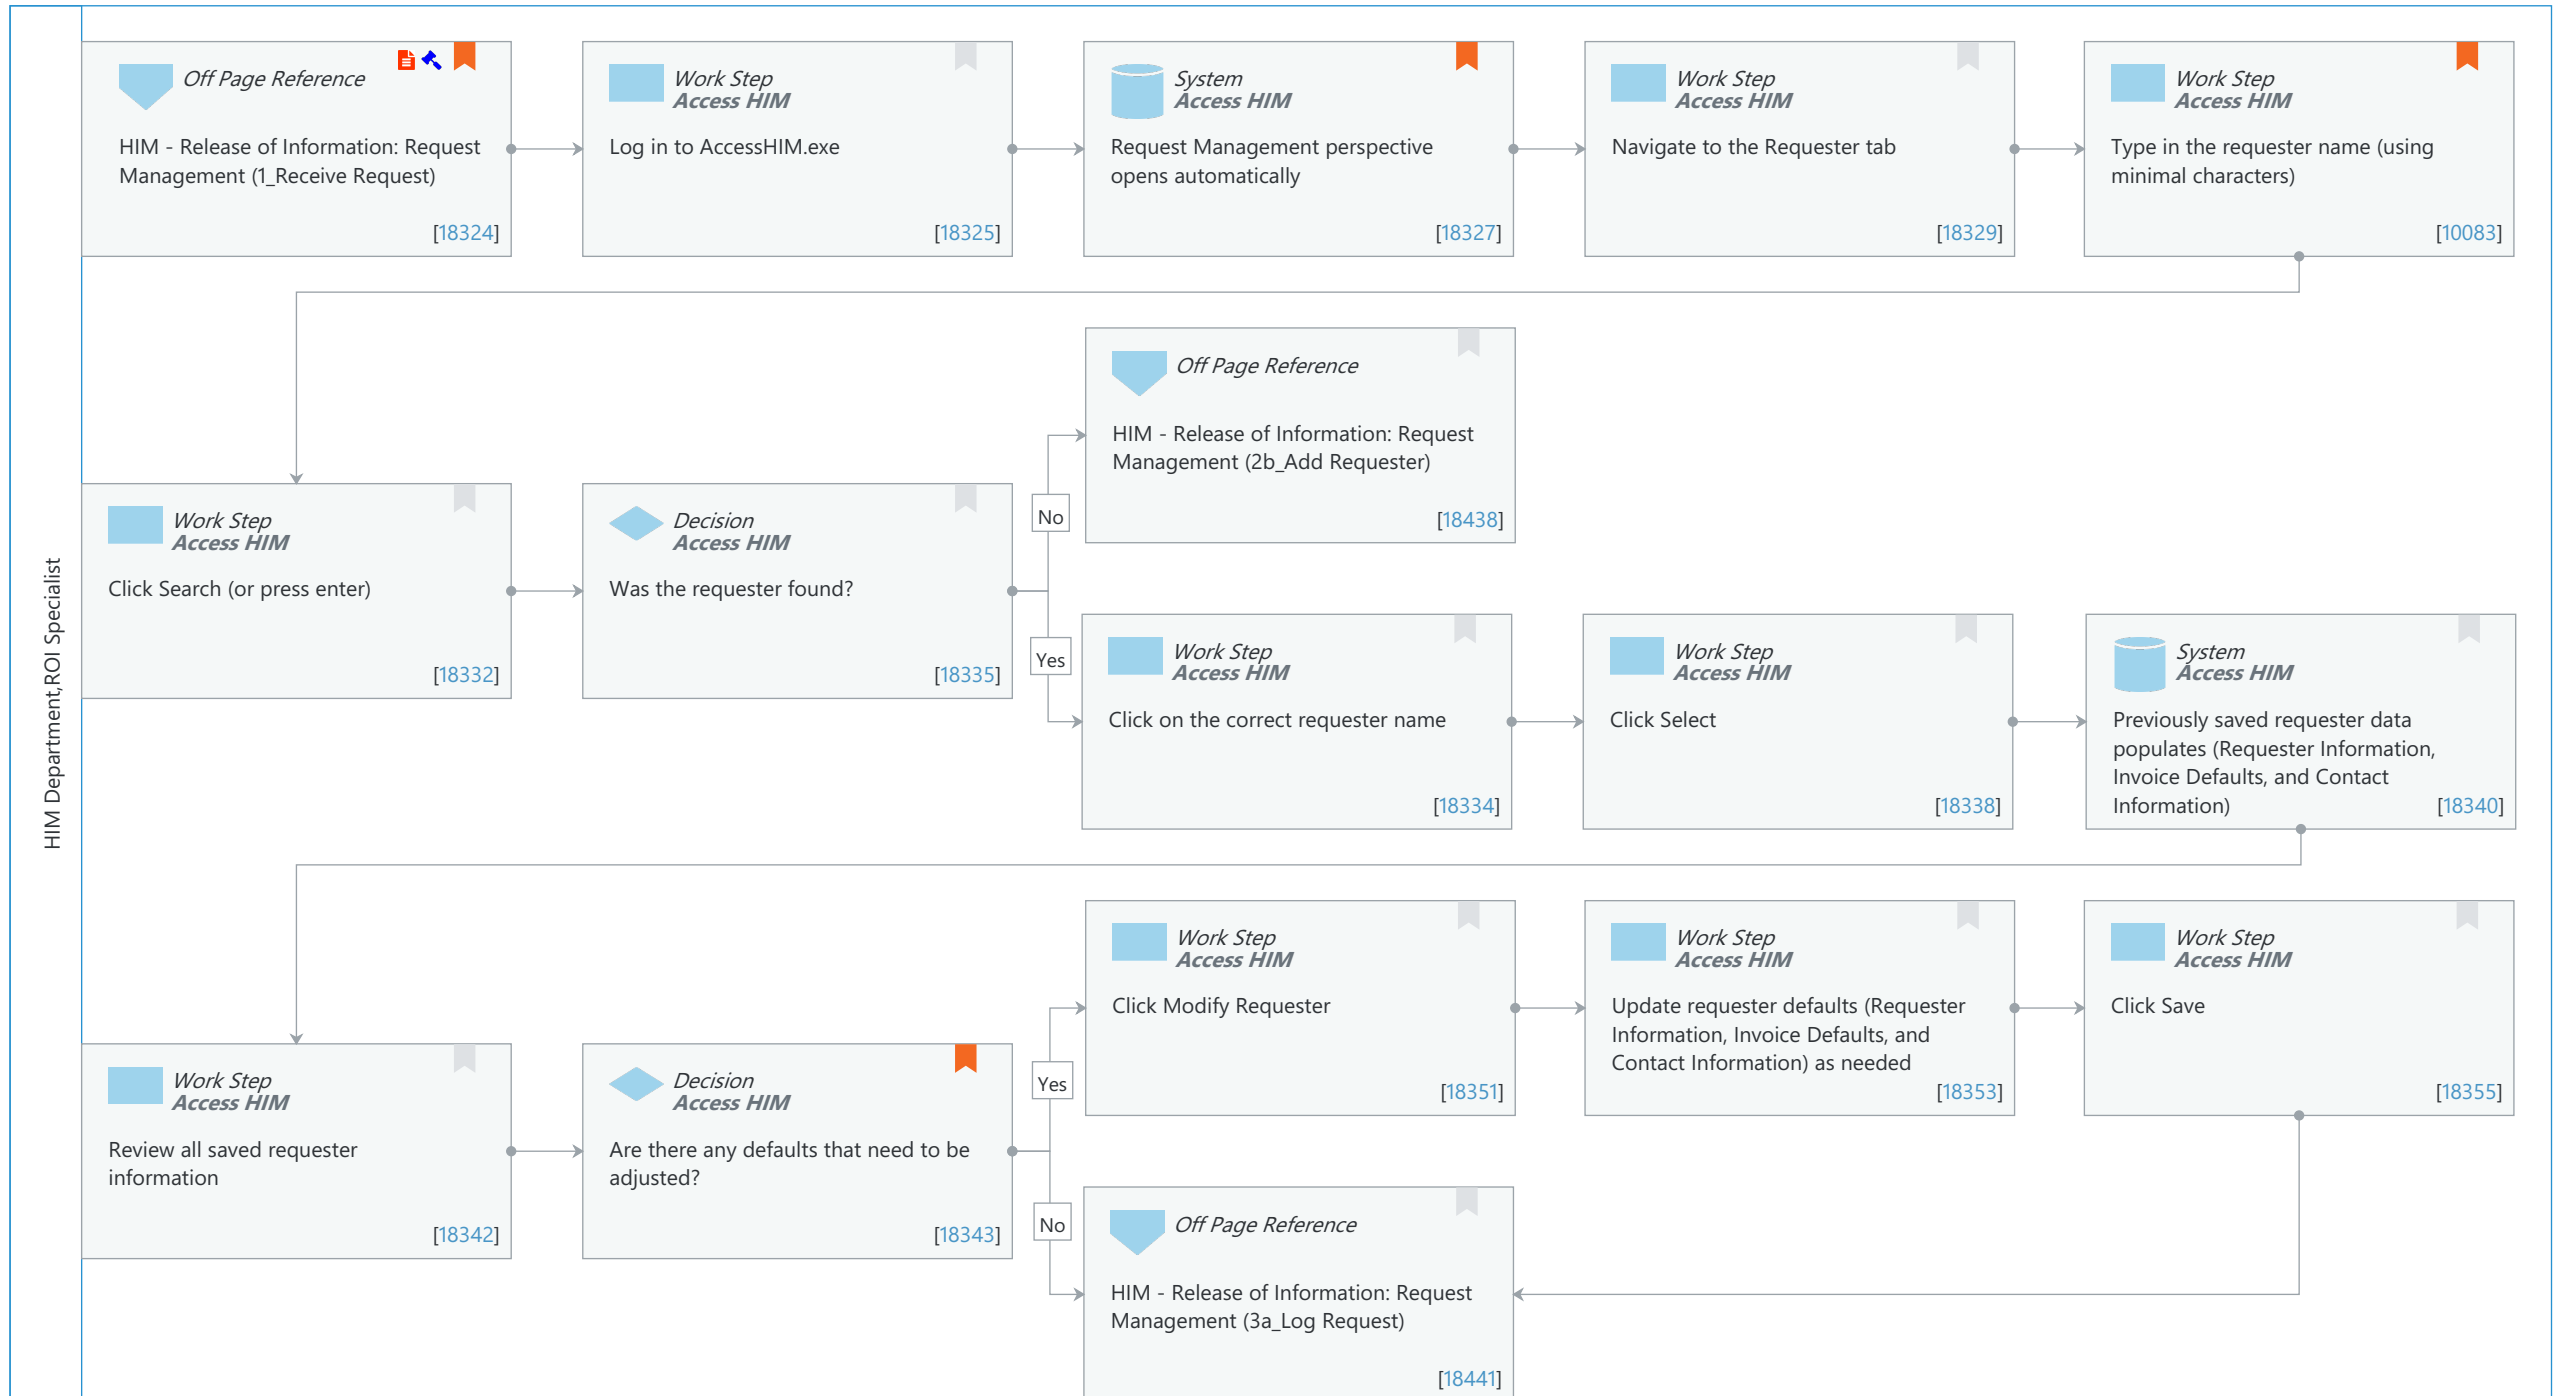 HIM Department,ROI Specialist
Off Page Reference
HIM - Release of Information: Request
Management (1_Receive Request)
[18324]
Work Step
Access HIM
Log in to AccessHIM.exe
[18325]
System
Access HIM
Request Management perspective
opens automatically
[18327]
Work Step
Access HIM
Navigate to the Requester tab
[18329]
Work Step
Access HIM
Type in the requester name (using
minimal characters)
[10083]
Work Step
Access HIM
Click Search (or press enter)
[18332]
Decision
Access HIM
Was the requester found?
[18335]
No
Off Page Reference
HIM - Release of Information: Request
Management (2b_Add Requester)
[18438]
Yes
Work Step
Access HIM
Click on the correct requester name
[18334]
Work Step
Access HIM
Click Select
[18338]
System
Access HIM
Previously saved requester data
populates (Requester Information,
Invoice Defaults, and Contact
Information)
[18340]
Work Step
Access HIM
Review all saved requester
information
[18342]
Decision
Access HIM
Are there any defaults that need to be
adjusted?
[18343]
Yes
Work Step
Access HIM
Click Modify Requester
[18351]
Work Step
Access HIM
Update requester defaults (Requester
Information, Invoice Defaults, and
Contact Information) as needed
[18353]
Work Step
Access HIM
Click Save
[18355]
No
Off Page Reference
HIM - Release of Information: Request
Management (3a_Log Request)
[18441]